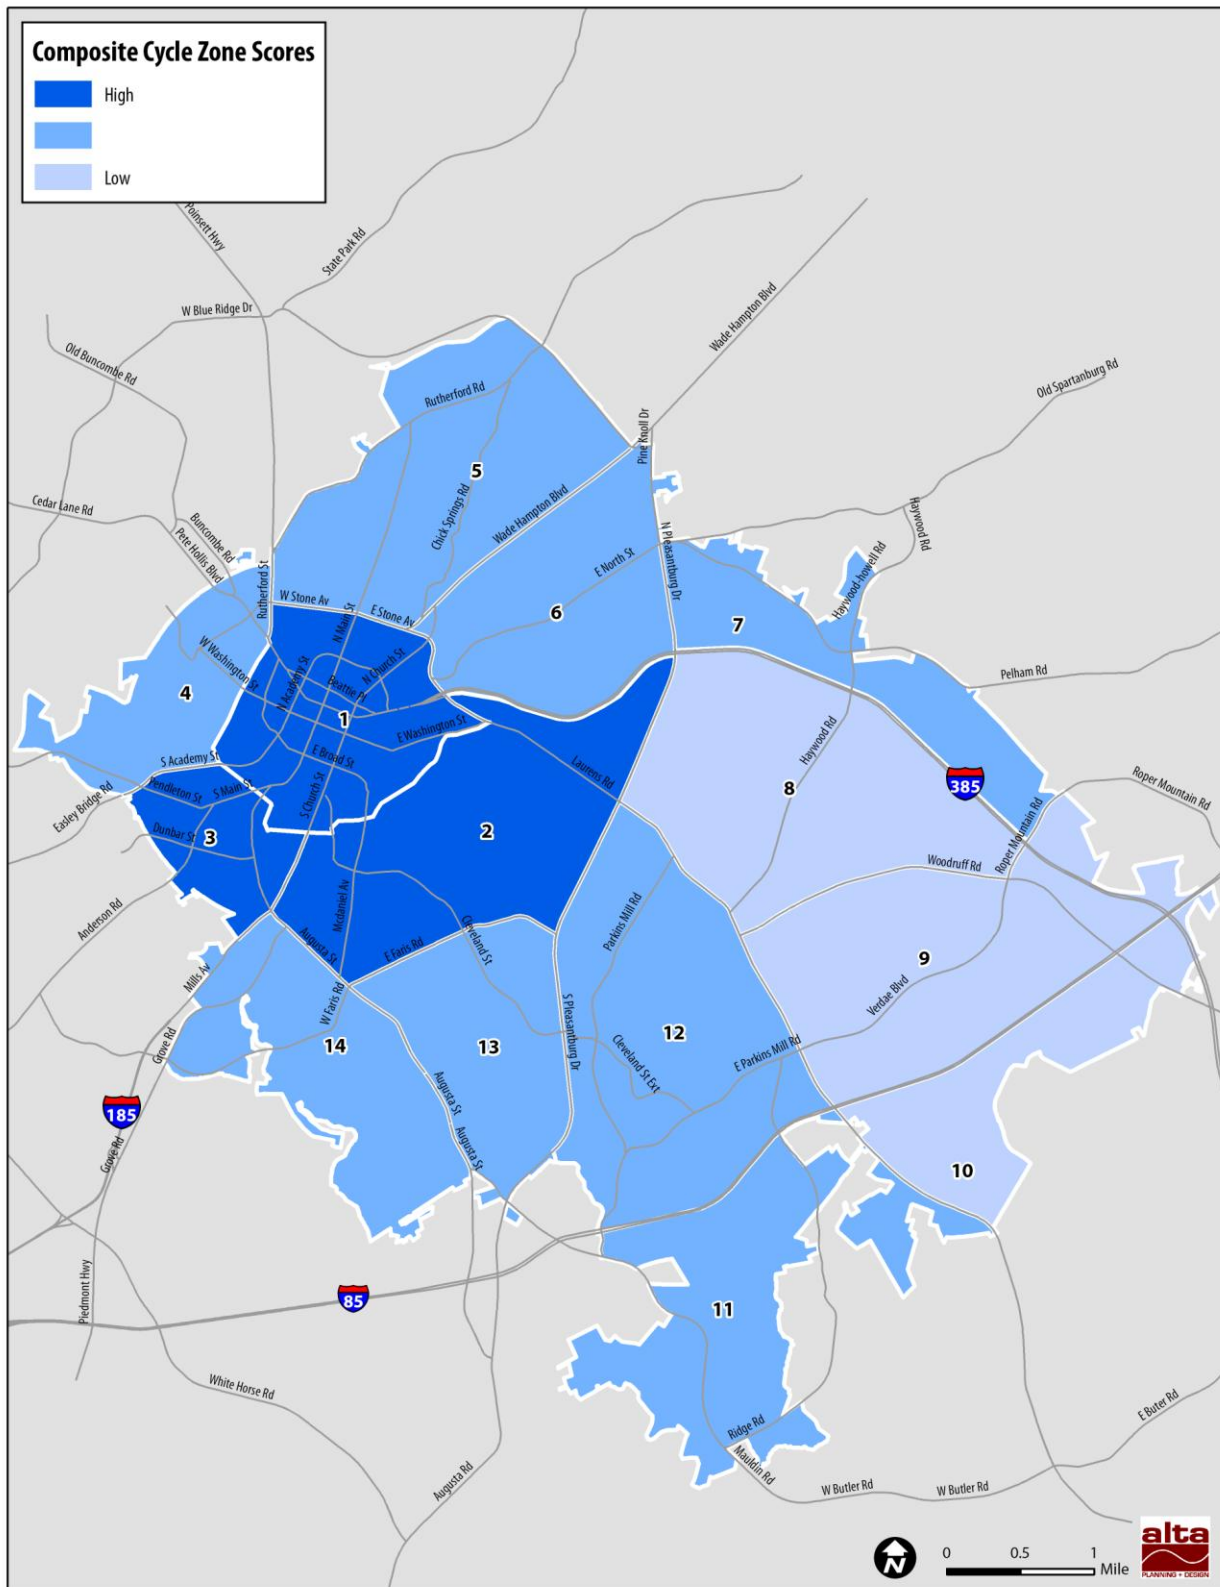 Composite Cycle Zone Scores
High
Low
Poinsett Hwy
State Park Rd
W Blue Ridge Dr
Wade Hampton Blvd
Old Buncombe Rd
Old Spartanburg Rd
Rutherford Rd
Pine Knoll Dr
5
Cedar Lane Rd
Chick Springs Rd
Wade Hampton Blvd
Haywood Rd
Buncombe Rd
Pete Hollis Blvd
N Pleasantburg Dr
E North St
Haywood-howell Rd
Rutherford St
W Stone Av
E Stone Av
N Main St
6
7
W Washington St
N Academy St
N Church St
Beattie Pl
Pelham Rd
4
1
E Washington St
E Broad St
Haywood Rd
S Academy St
Laurens Rd
385
Roper Mountain Rd
Pendleton St
S Main St
S Church St
8
Easley Bridge Rd
Dunbar St
3
2
Roper Mountain Rd
Woodruff Rd
Anderson Rd
Mcdaniel Av
Parkins Mill Rd
Cleveland St
Augusta St
E Faris Rd
9
Mills Av
Verdae Blvd
W Faris Rd
S Pleasantburg Dr
14
13
12
Grove Rd
Cleveland St Ext
E Parkins Mill Rd
185
Augusta St
Augusta St
Grove Rd
10
Piedmont Hwy
85
11
White Horse Rd
Ridge Rd
E Buter Rd
Mauldin Rd
Augusta Rd
W Butler Rd
W Butler Rd
N
0 0.5 1
Mile
alta
PLANNING + DESIGN